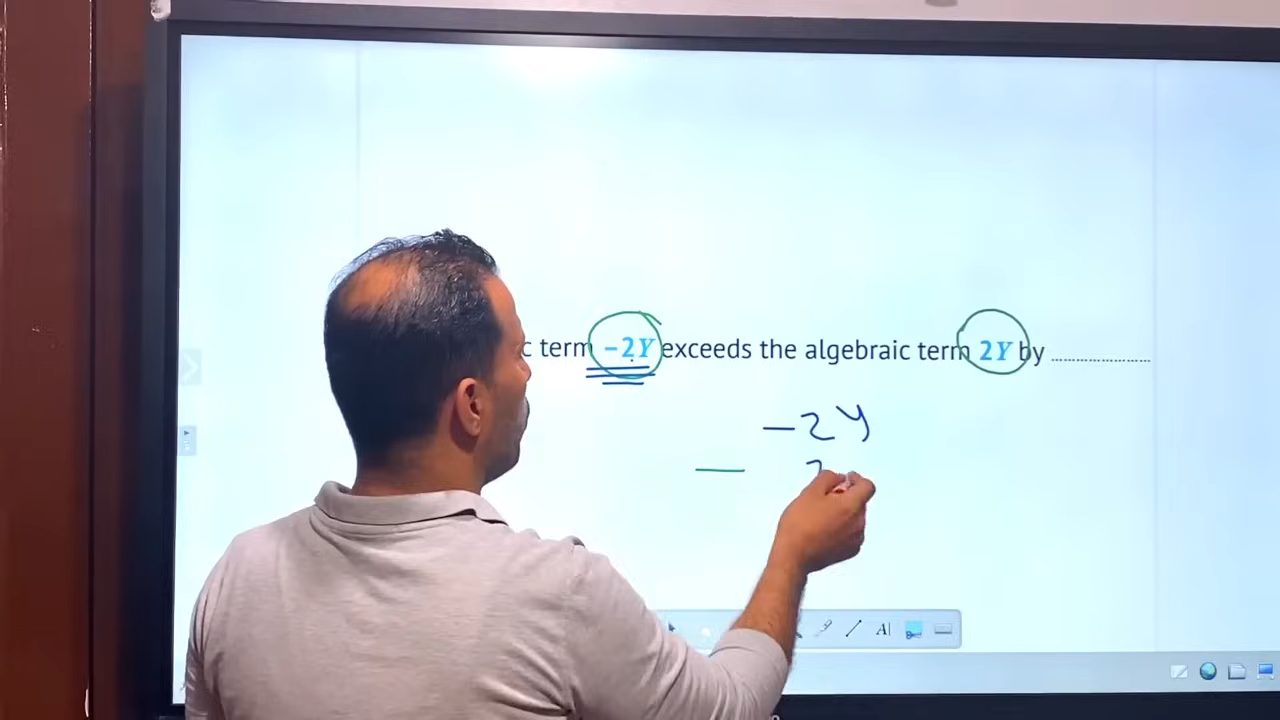 term -2Y exceeds the algebraic term 2Y by ........................
-2y
—
A